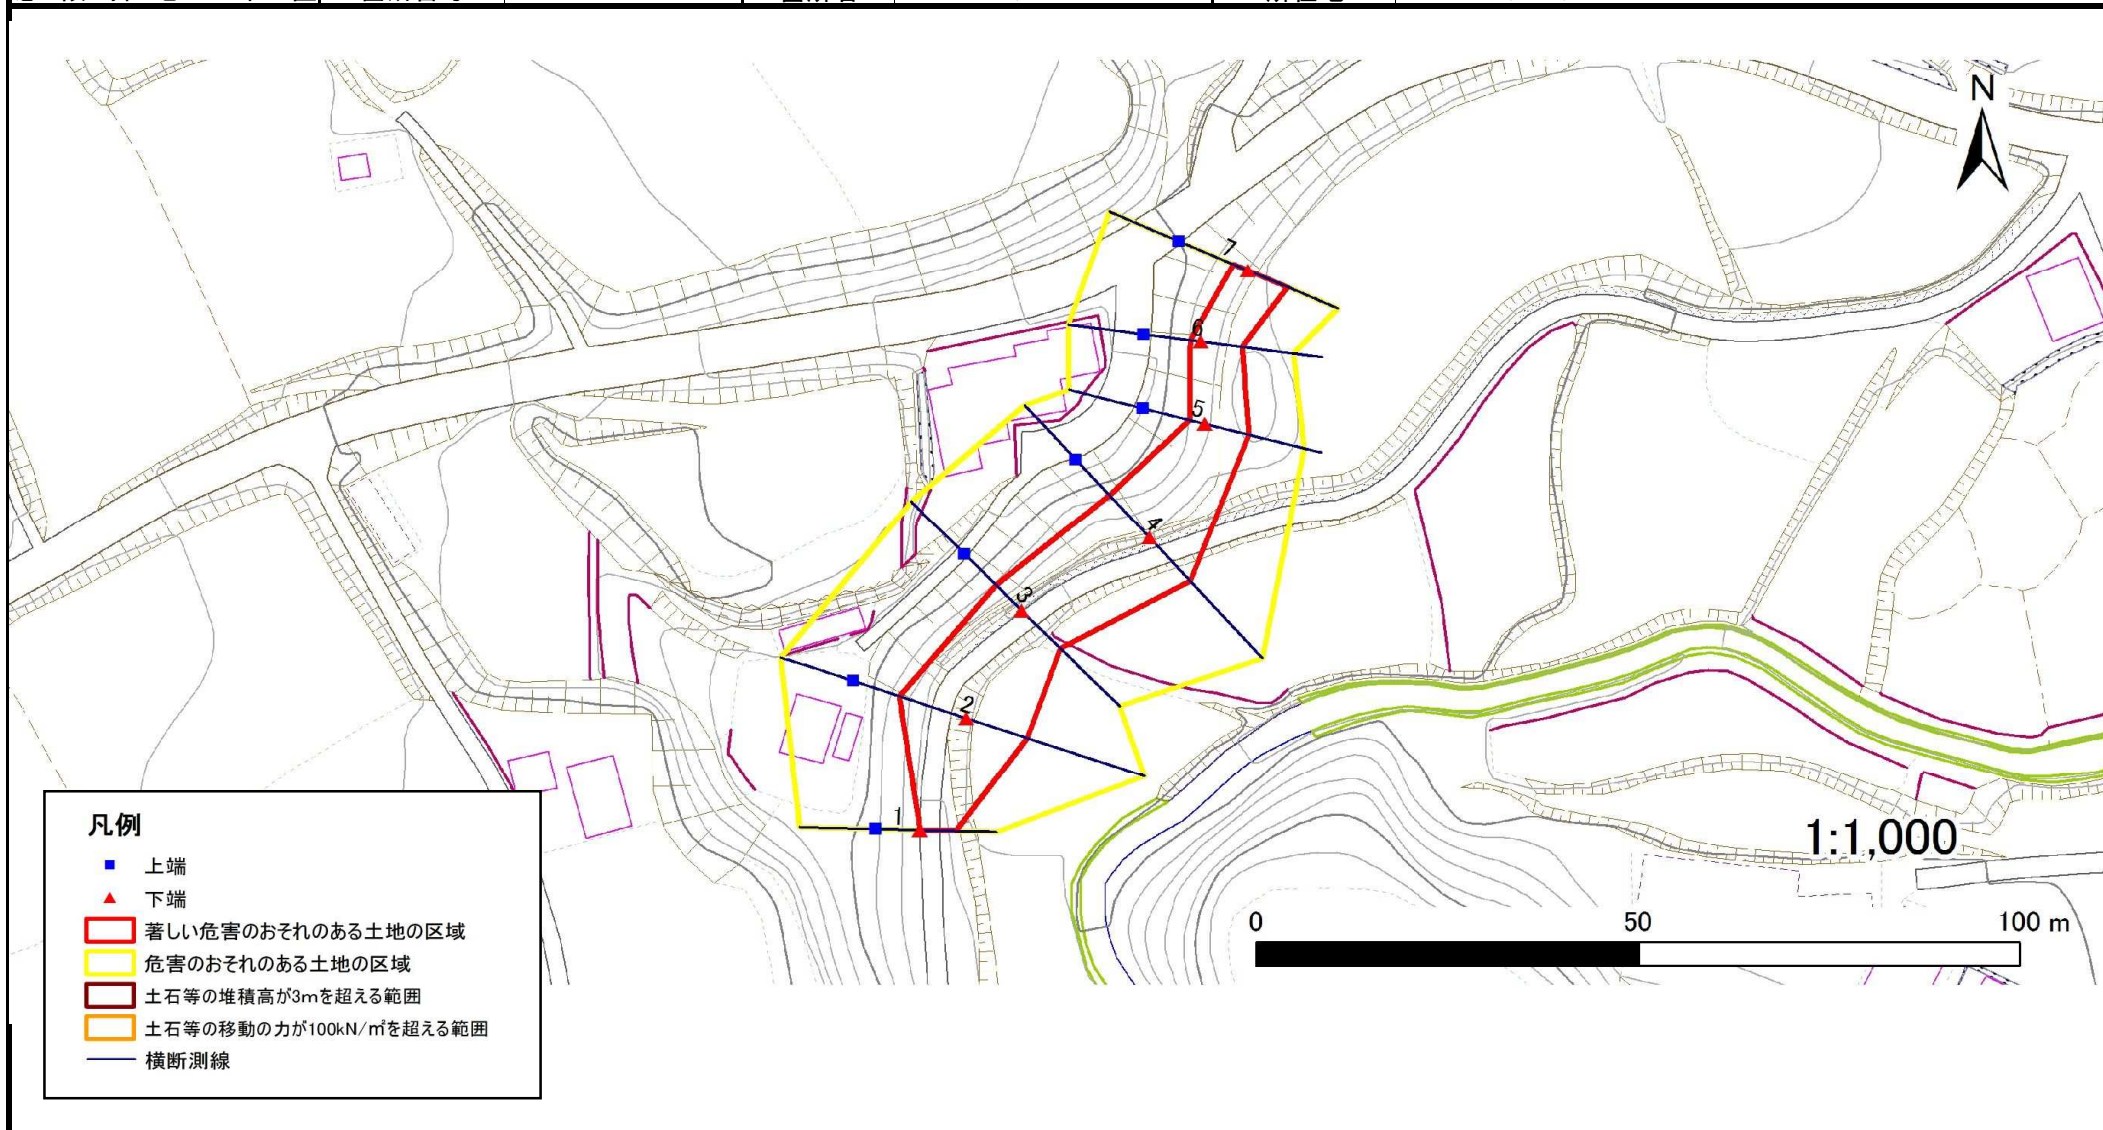 N
7
6
5
4
3
2
1
1:1,000
0 50 100 m
凡例
上端
下端
著しい危害のおそれのある土地の区域
危害のおそれのある土地の区域
土石等の堆積高が3mを超える範囲
土石等の移動の力が100kN/㎡を超える範囲
横断測線